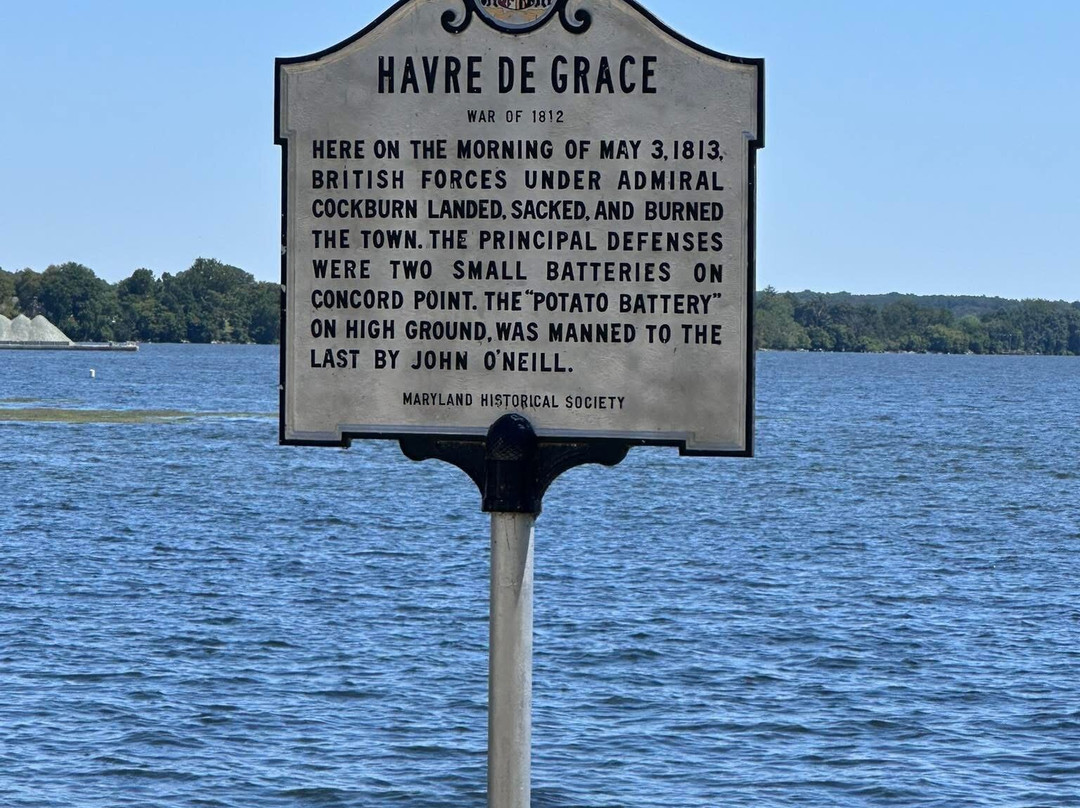 HAVRE DE GRACE
WAR OF 1812
HERE ON THE MORNING OF MAY 3, 1813,
BRITISH FORCES UNDER ADMIRAL
COCKBURN LANDED, SACKED, AND BURNED
THE TOWN. THE PRINCIPAL DEFENSES
WERE TWO SMALL BATTERIES ON
CONCORD POINT. THE "POTATO BATTERY"
ON HIGH GROUND, WAS MANNED TO THE
LAST BY JOHN O'NEILL.
MARYLAND HISTORICAL SOCIETY